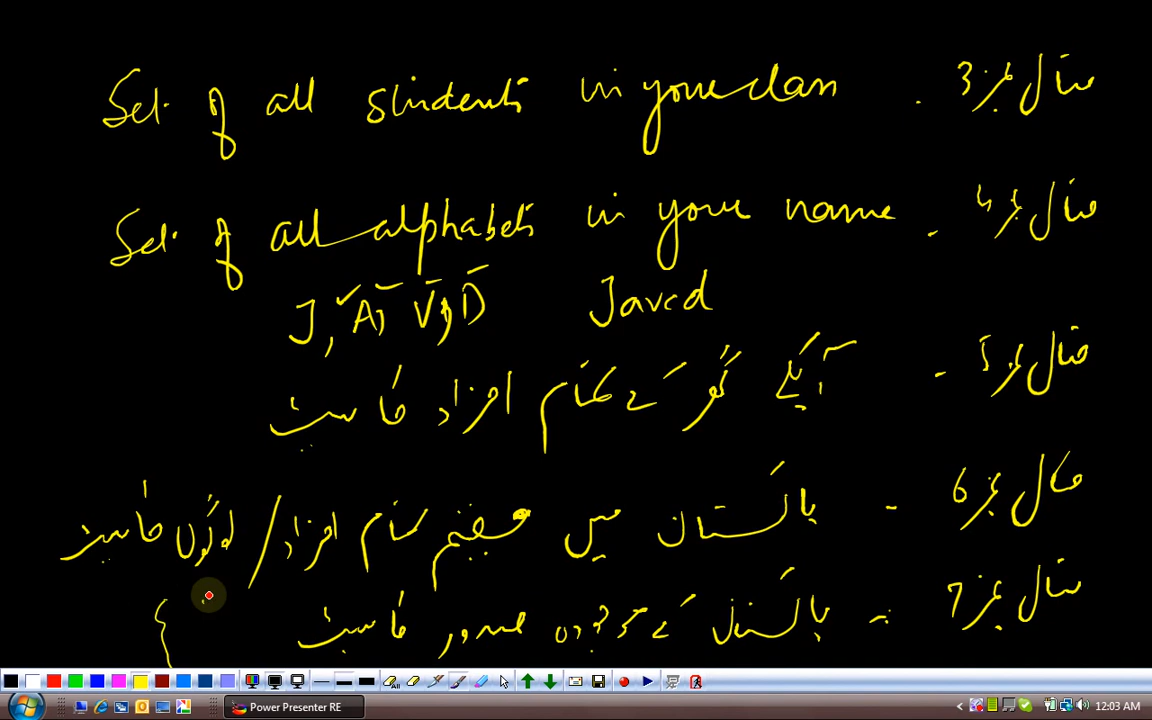 مثال نمبر 3 . Set of all students in your class
مثال نمبر 4 . Set of all alphabets in your name
J, A, V, D Javed
مثال نمبر 5 - آپکے گھر کے تمام افراد کا سیٹ
مثال نمبر 6 - پاکستان میں مقیم تمام افراد/لوگوں کا سیٹ
مثال نمبر 7 - پاکستان کے موجودہ صدور کا سیٹ {
Power Presenter RE
12:03 AM